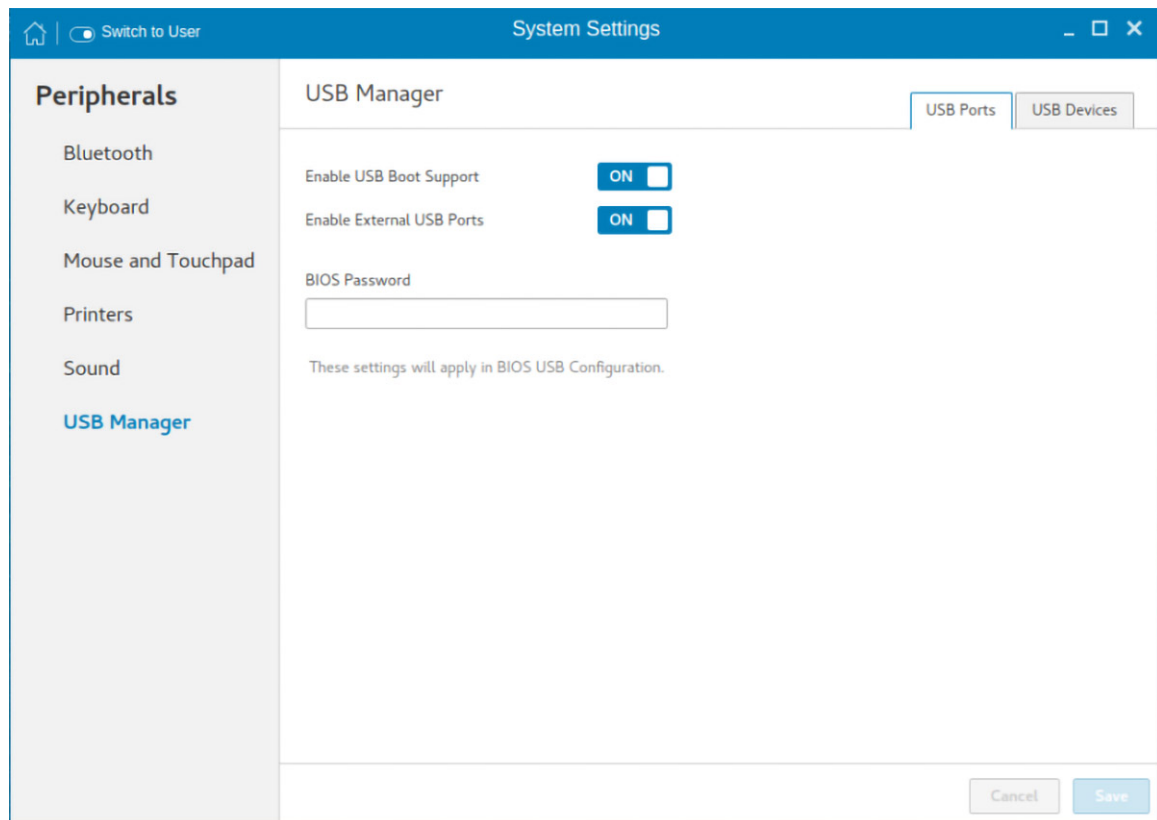 Switch to User
System Settings
Peripherals
Bluetooth
Keyboard
Mouse and Touchpad
Printers
Sound
USB Manager
USB Manager
USB Ports
USB Devices
Enable USB Boot Support
ON
Enable External USB Ports
ON
BIOS Password
These settings will apply in BIOS USB Configuration.
Cancel
Save